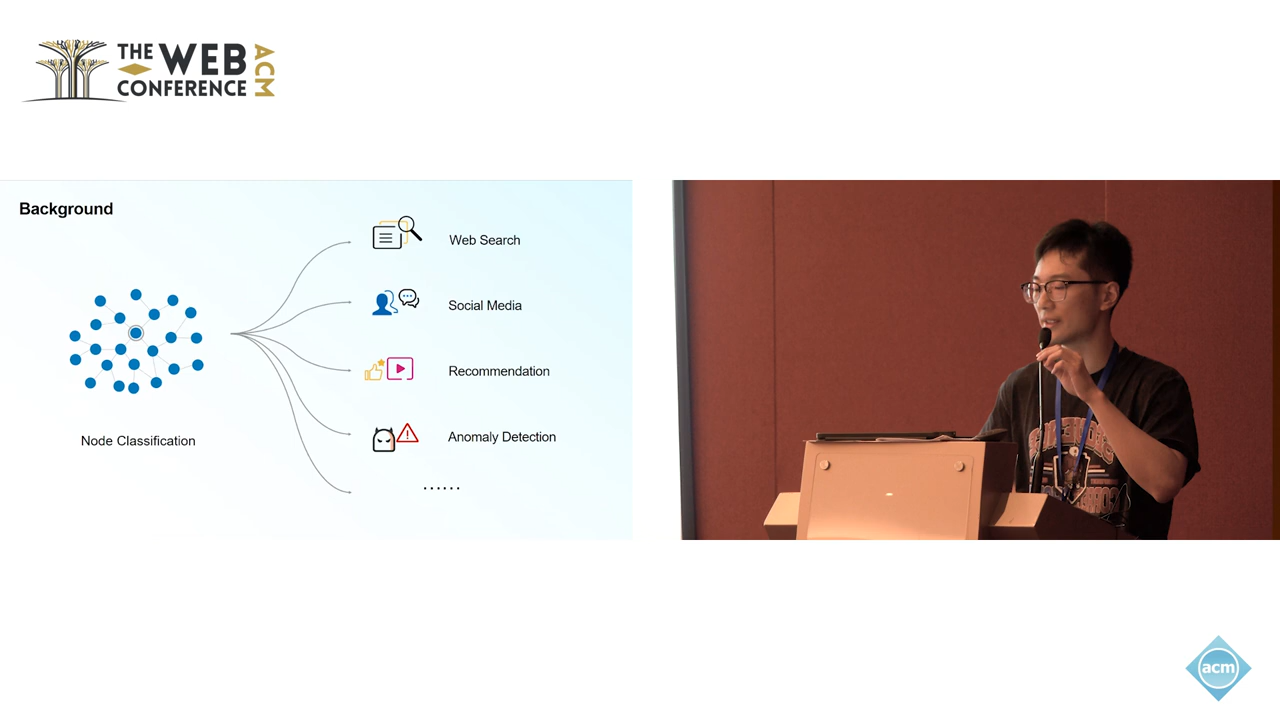 THE WEB
CONFERENCE
ACM
Background
Web Search
Social Media
Recommendation
Node Classification
Anomaly Detection
......
acm